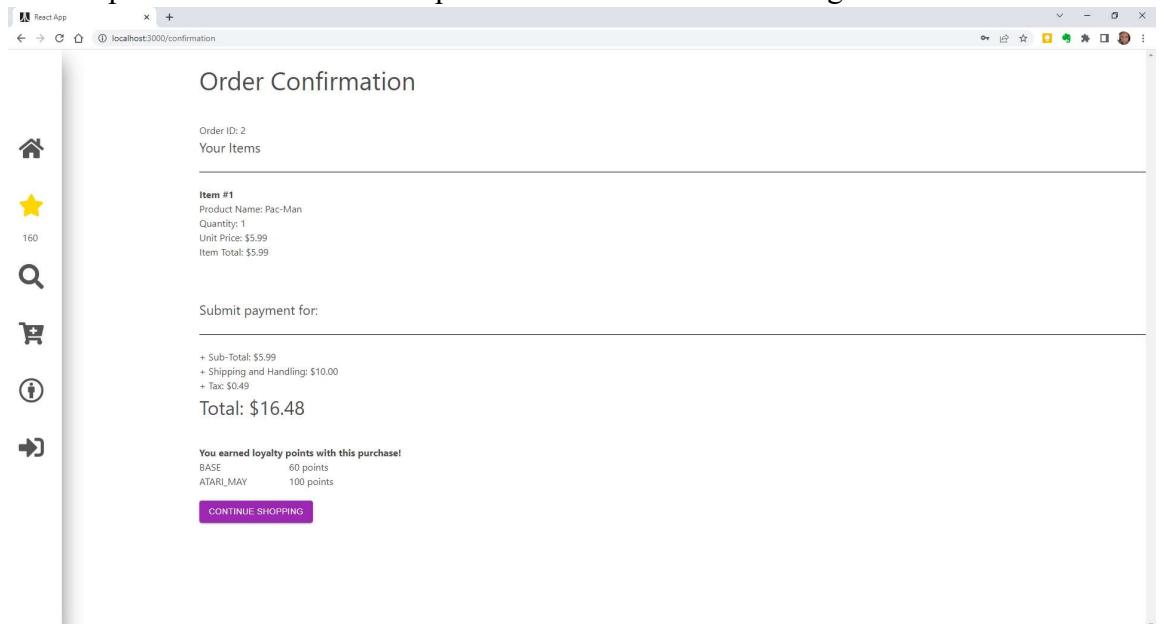 React App
localhost:3000/confirmation
Order Confirmation
Order ID: 2
Your Items
Item #1
Product Name: Pac-Man
Quantity: 1
Unit Price: $5.99
Item Total: $5.99
160
Submit payment for:
+ Sub-Total: $5.99
+ Shipping and Handling: $10.00
+ Tax: $0.49
Total: $16.48
You earned loyalty points with this purchase!
BASE 60 points
ATARI_MAY 100 points
CONTINUE SHOPPING